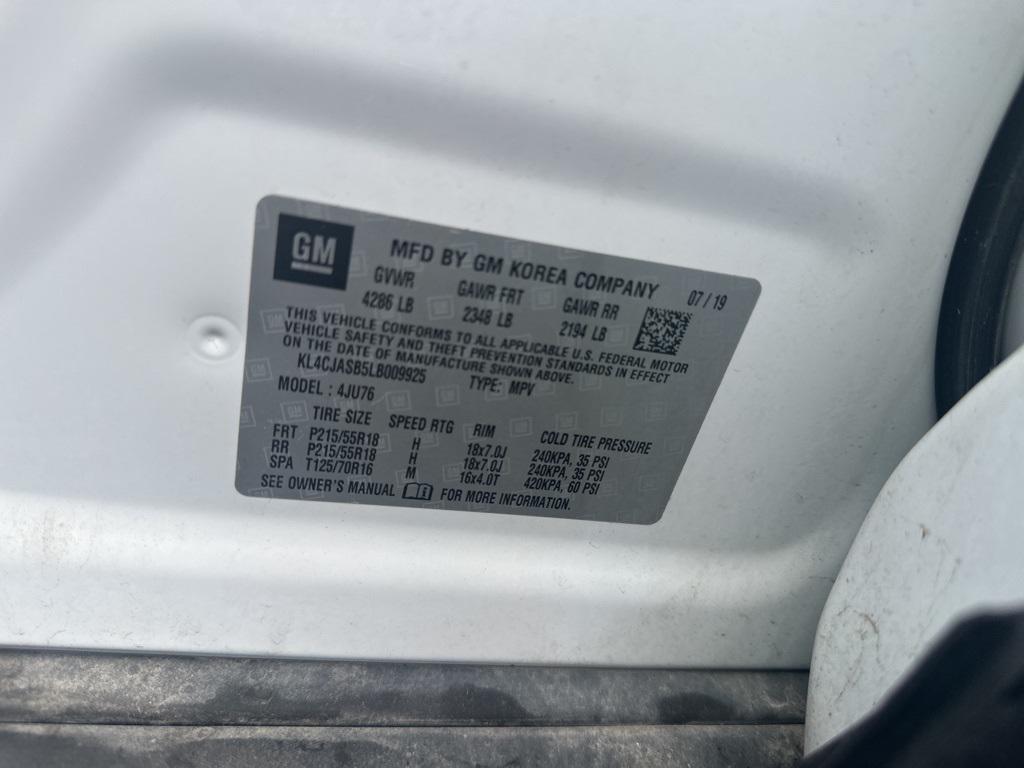 GM
MFD BY GM KOREA COMPANY 07 / 19
GVWR GAWR FRT GAWR RR
4286 LB 2348 LB 2194 LB
THIS VEHICLE CONFORMS TO ALL APPLICABLE U.S. FEDERAL MOTOR
VEHICLE SAFETY AND THEFT PREVENTION STANDARDS IN EFFECT
ON THE DATE OF MANUFACTURE SHOWN ABOVE.
KL4CJASB5LB009925 TYPE: MPV
MODEL : 4JU76
TIRE SIZE SPEED RTG RIM COLD TIRE PRESSURE
FRT P215/55R18 H 18x7.0J 240KPA, 35 PSI
RR P215/55R18 H 18x7.0J 240KPA, 35 PSI
SPA T125/70R16 M 16x4.0T 420KPA, 60 PSI
SEE OWNER'S MANUAL FOR MORE INFORMATION.